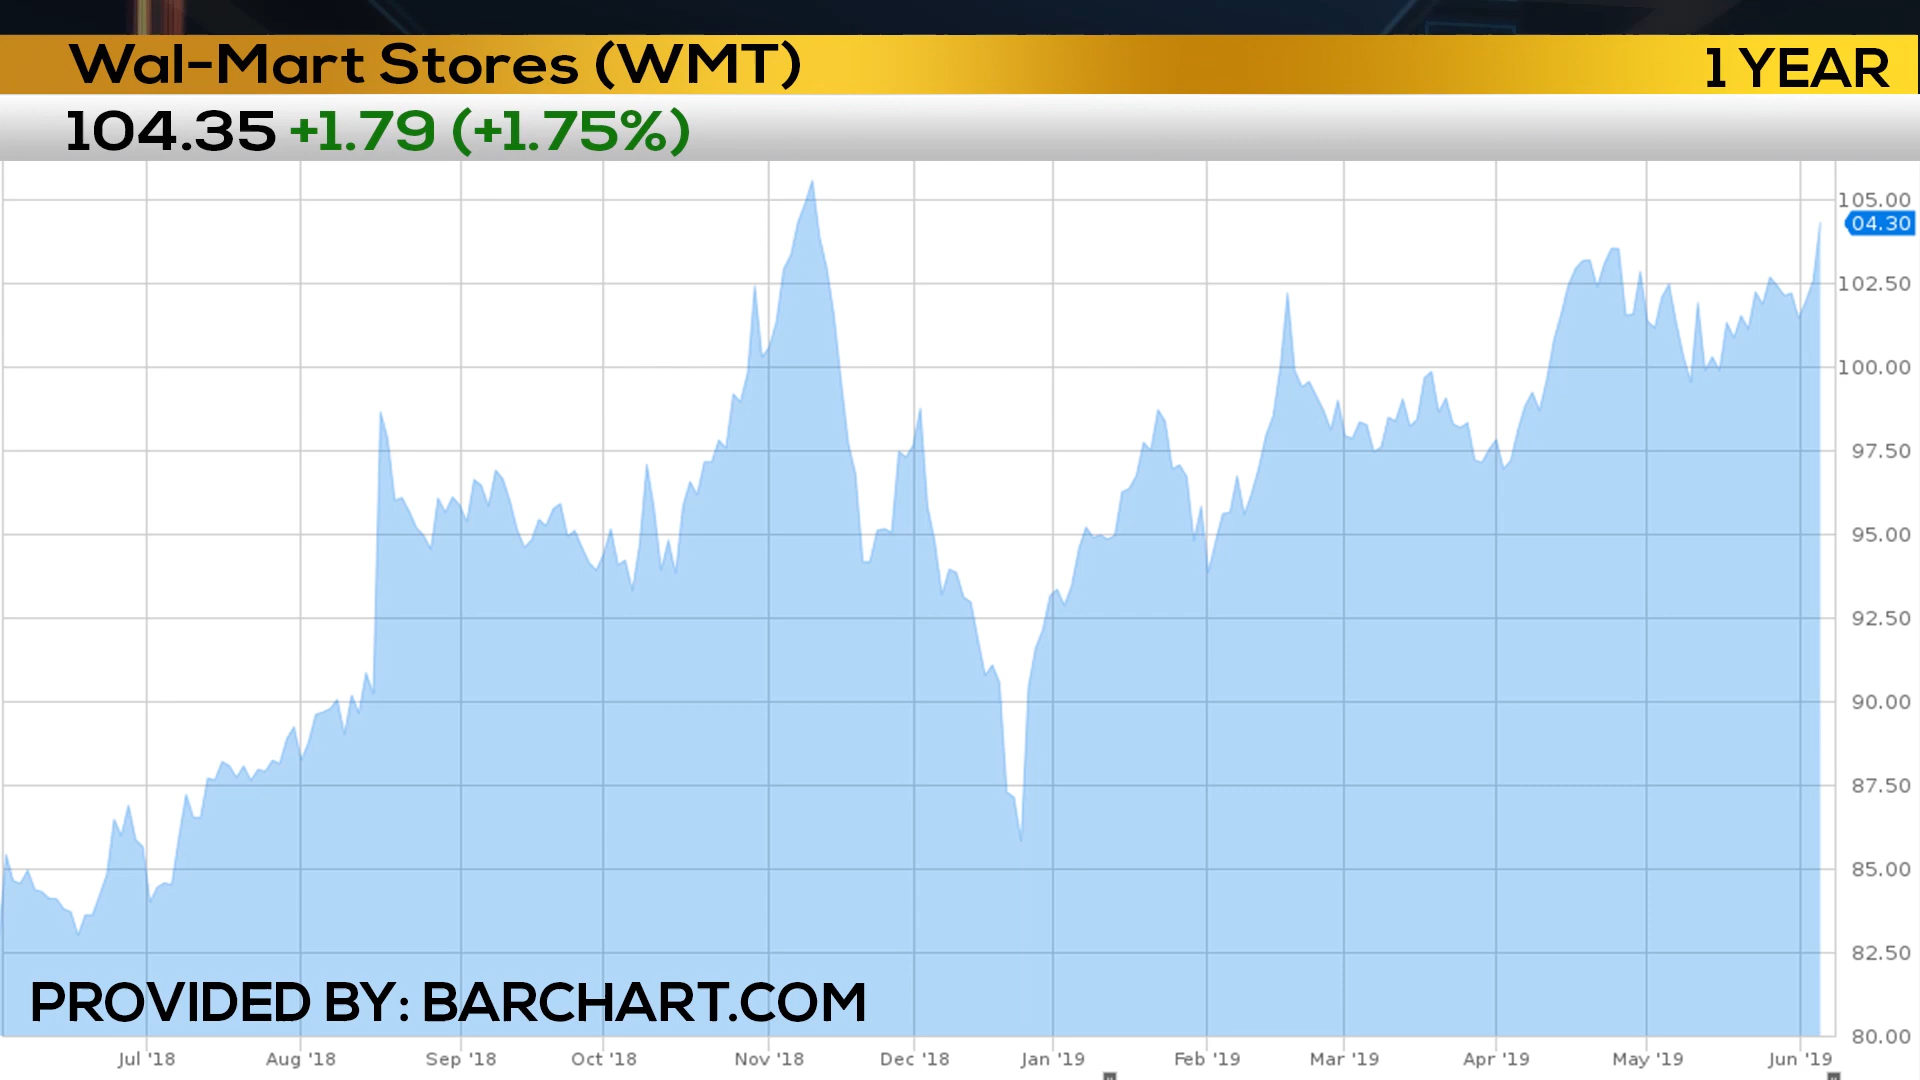 Wal-Mart Stores (WMT)
1 YEAR
104.35 +1.79 (+1.75%)
105.00
04.30
102.50
100.00
97.50
95.00
92.50
90.00
87.50
85.00
82.50
80.00
PROVIDED BY: BARCHART.COM
Jul '18 Aug '18 Sep '18 Oct '18 Nov '18 Dec '18 Jan '19 Feb '19 Mar '19 Apr '19 May '19 Jun '19